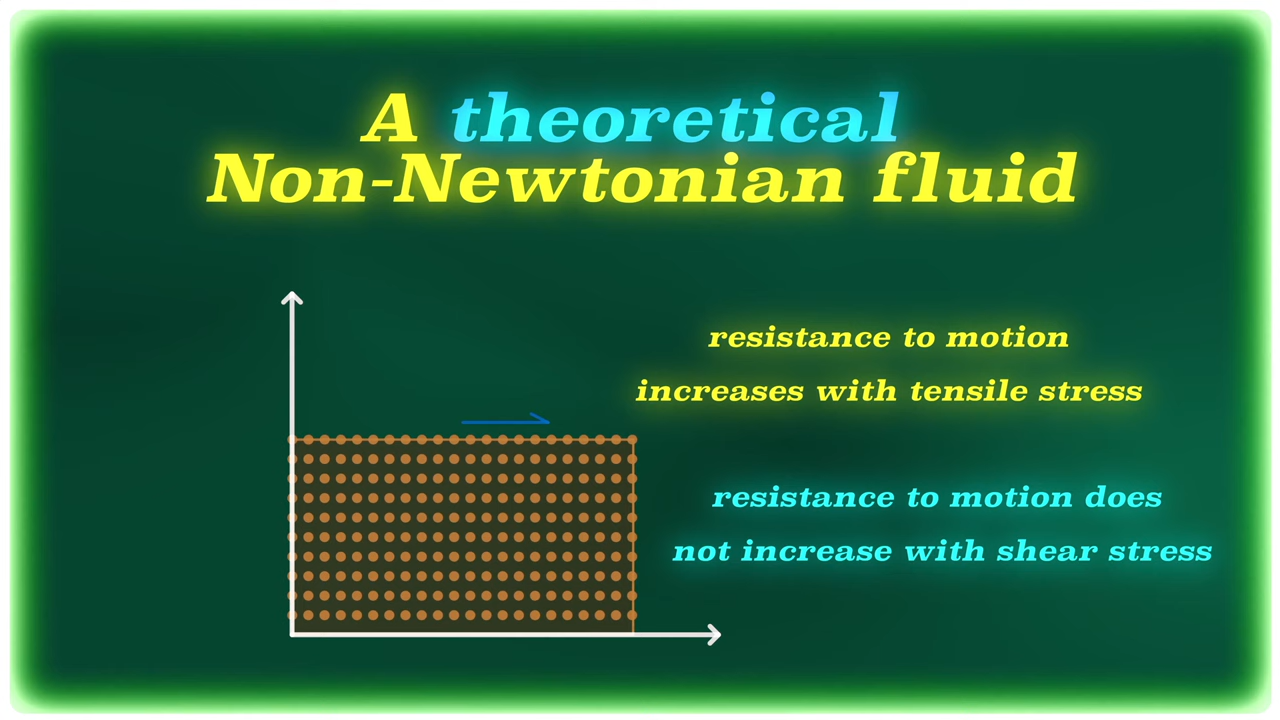 A theoretical
Non-Newtonian fluid
resistance to motion
increases with tensile stress
resistance to motion does
not increase with shear stress